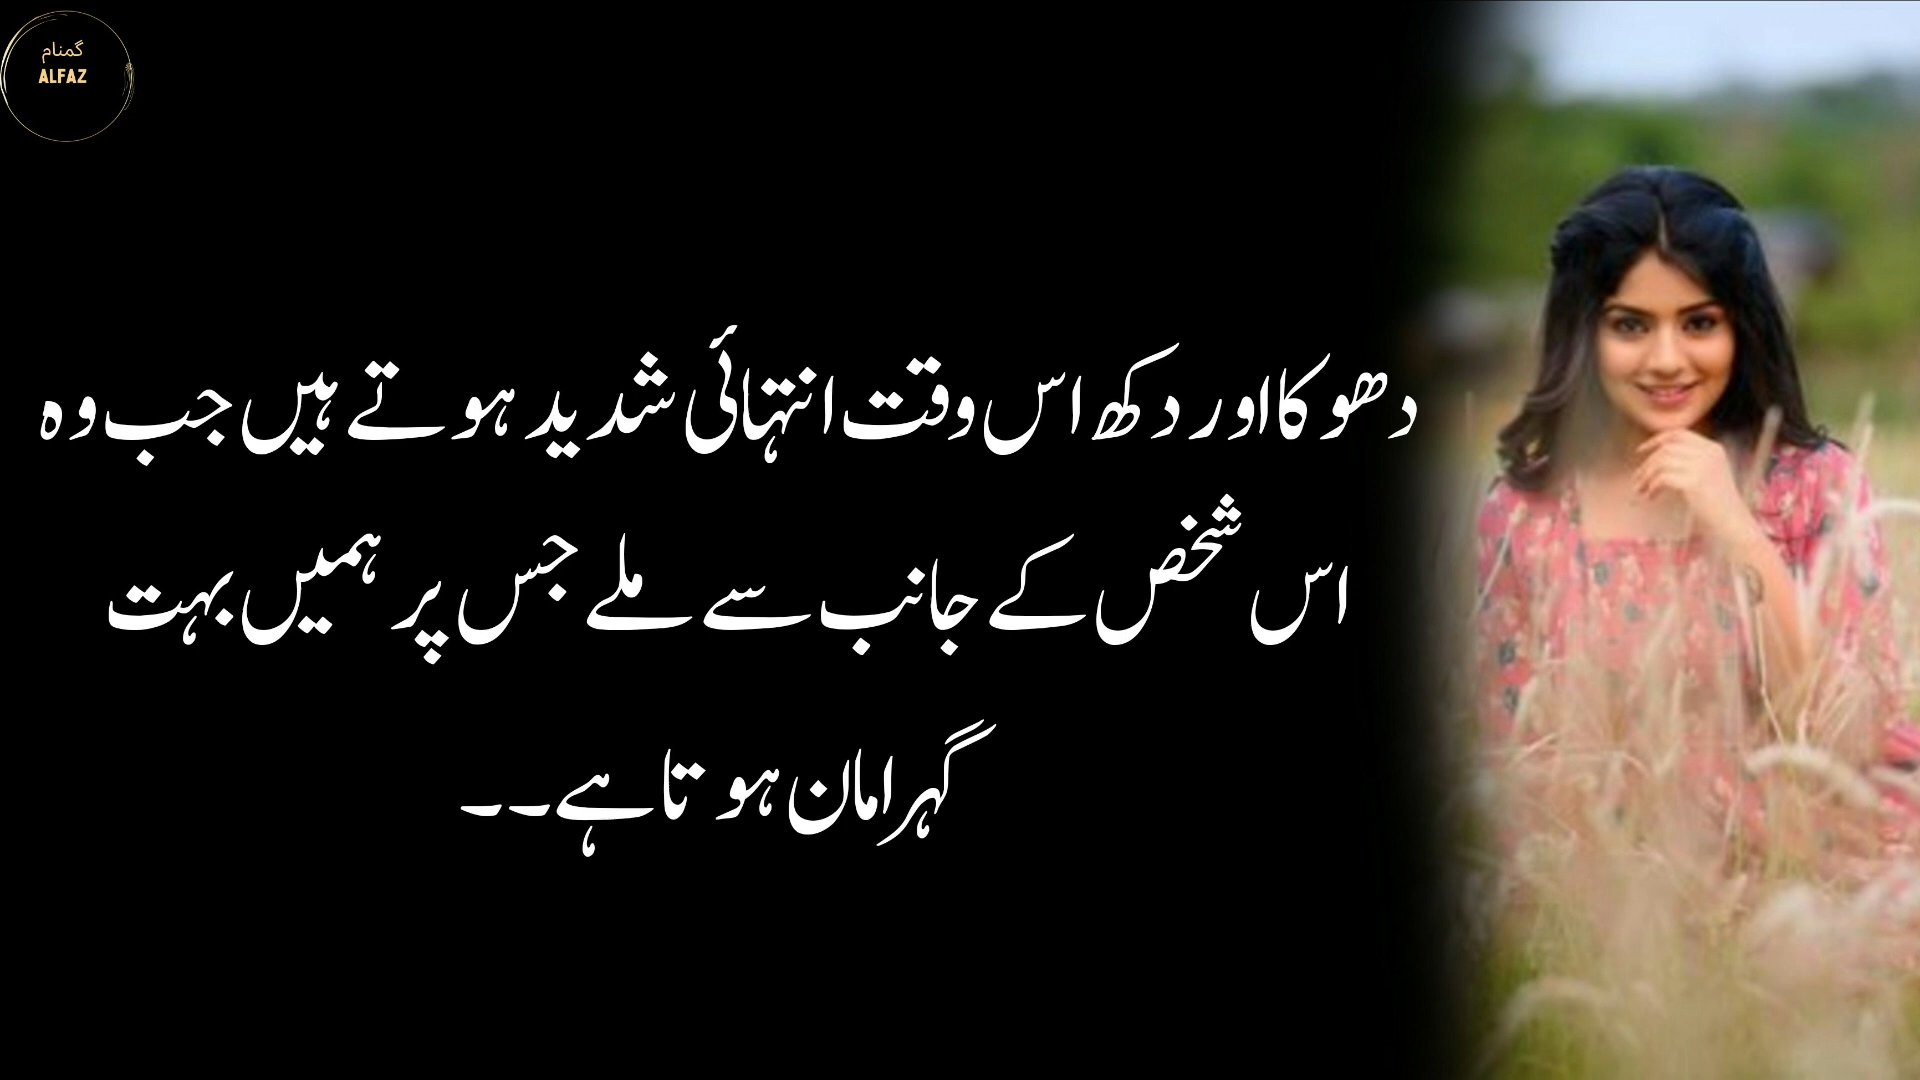 گمنام
ALFAZ
دھوکا اور دکھ اس وقت انتہائی شدید ہوتے ہیں جب وہ
اس شخص کے جانب سے ملے جس پر ہمیں بہت
گہرا مان ہوتا ہے۔۔